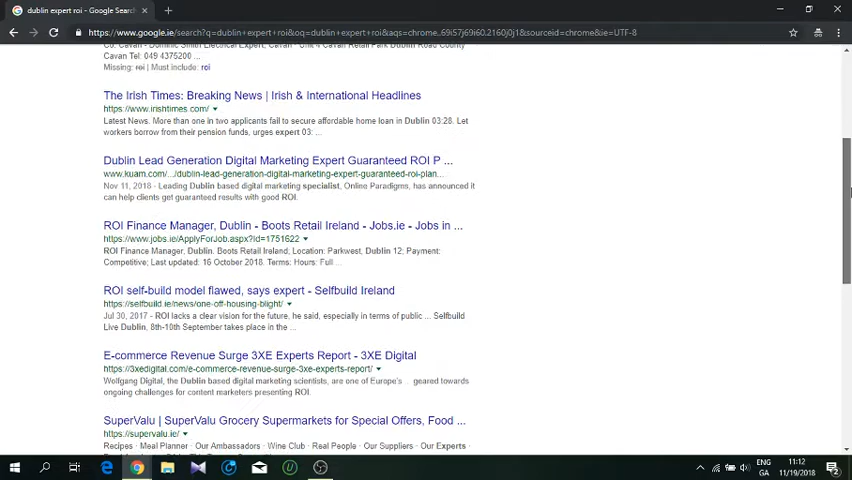 dublin expert roi - Google Search
https://www.google.ie/search?q=dublin+expert+roi&oq=dublin+expert+roi&aqs=chrome..69i57j69i60.2160j0j1&sourceid=chrome&ie=UTF-8
Co. Cavan - Dominic Smith Electrical Expert - Unit 4 Cavan Retail Park Dublin Road County
Cavan Tel: 049 4375200 ...
Missing: roi | Must include: roi
The Irish Times: Breaking News | Irish & International Headlines
https://www.irishtimes.com/
Latest News. More than one in two applicants fail to secure affordable home loan in Dublin 03:28. Let
workers borrow from their pension funds, urges expert 03: ...
Dublin Lead Generation Digital Marketing Expert Guaranteed ROI P ...
www.kuam.com/.../dublin-lead-generation-digital-marketing-expert-guaranteed-roi-plan...
Nov 11, 2018 - Leading Dublin based digital marketing specialist, Online Paradigms, has announced it
can help clients get guaranteed results with good ROI.
ROI Finance Manager, Dublin - Boots Retail Ireland - Jobs.ie - Jobs in ...
https://www.jobs.ie/ApplyForJob.aspx?id=1751622
ROI Finance Manager, Dublin. Boots Retail Ireland; Location: Parkwest, Dublin 12; Payment:
Competitive; Last updated: 16 October 2018. Terms: Hours: Full ...
ROI self-build model flawed, says expert - Selfbuild Ireland
https://selfbuild.ie/news/one-off-housing-blight/
Jul 30, 2017 - ROI lacks a clear vision for the future, he said, especially in terms of public ... Selfbuild
Live Dublin, 8th-10th September takes place in the ...
E-commerce Revenue Surge 3XE Experts Report - 3XE Digital
https://3xedigital.com/e-commerce-revenue-surge-3xe-experts-report/
Wolfgang Digital, the Dublin based digital marketing scientists, are one of Europe's ... geared towards
ongoing challenges for content marketers presenting ROI.
SuperValu | SuperValu Grocery Supermarkets for Special Offers, Food ...
https://supervalu.ie/
Recipes · Meal Planner · Our Ambassadors · Wine Club · Real People · Our Suppliers · Our Experts ·
ENG
GA
11:12
11/19/2018
2